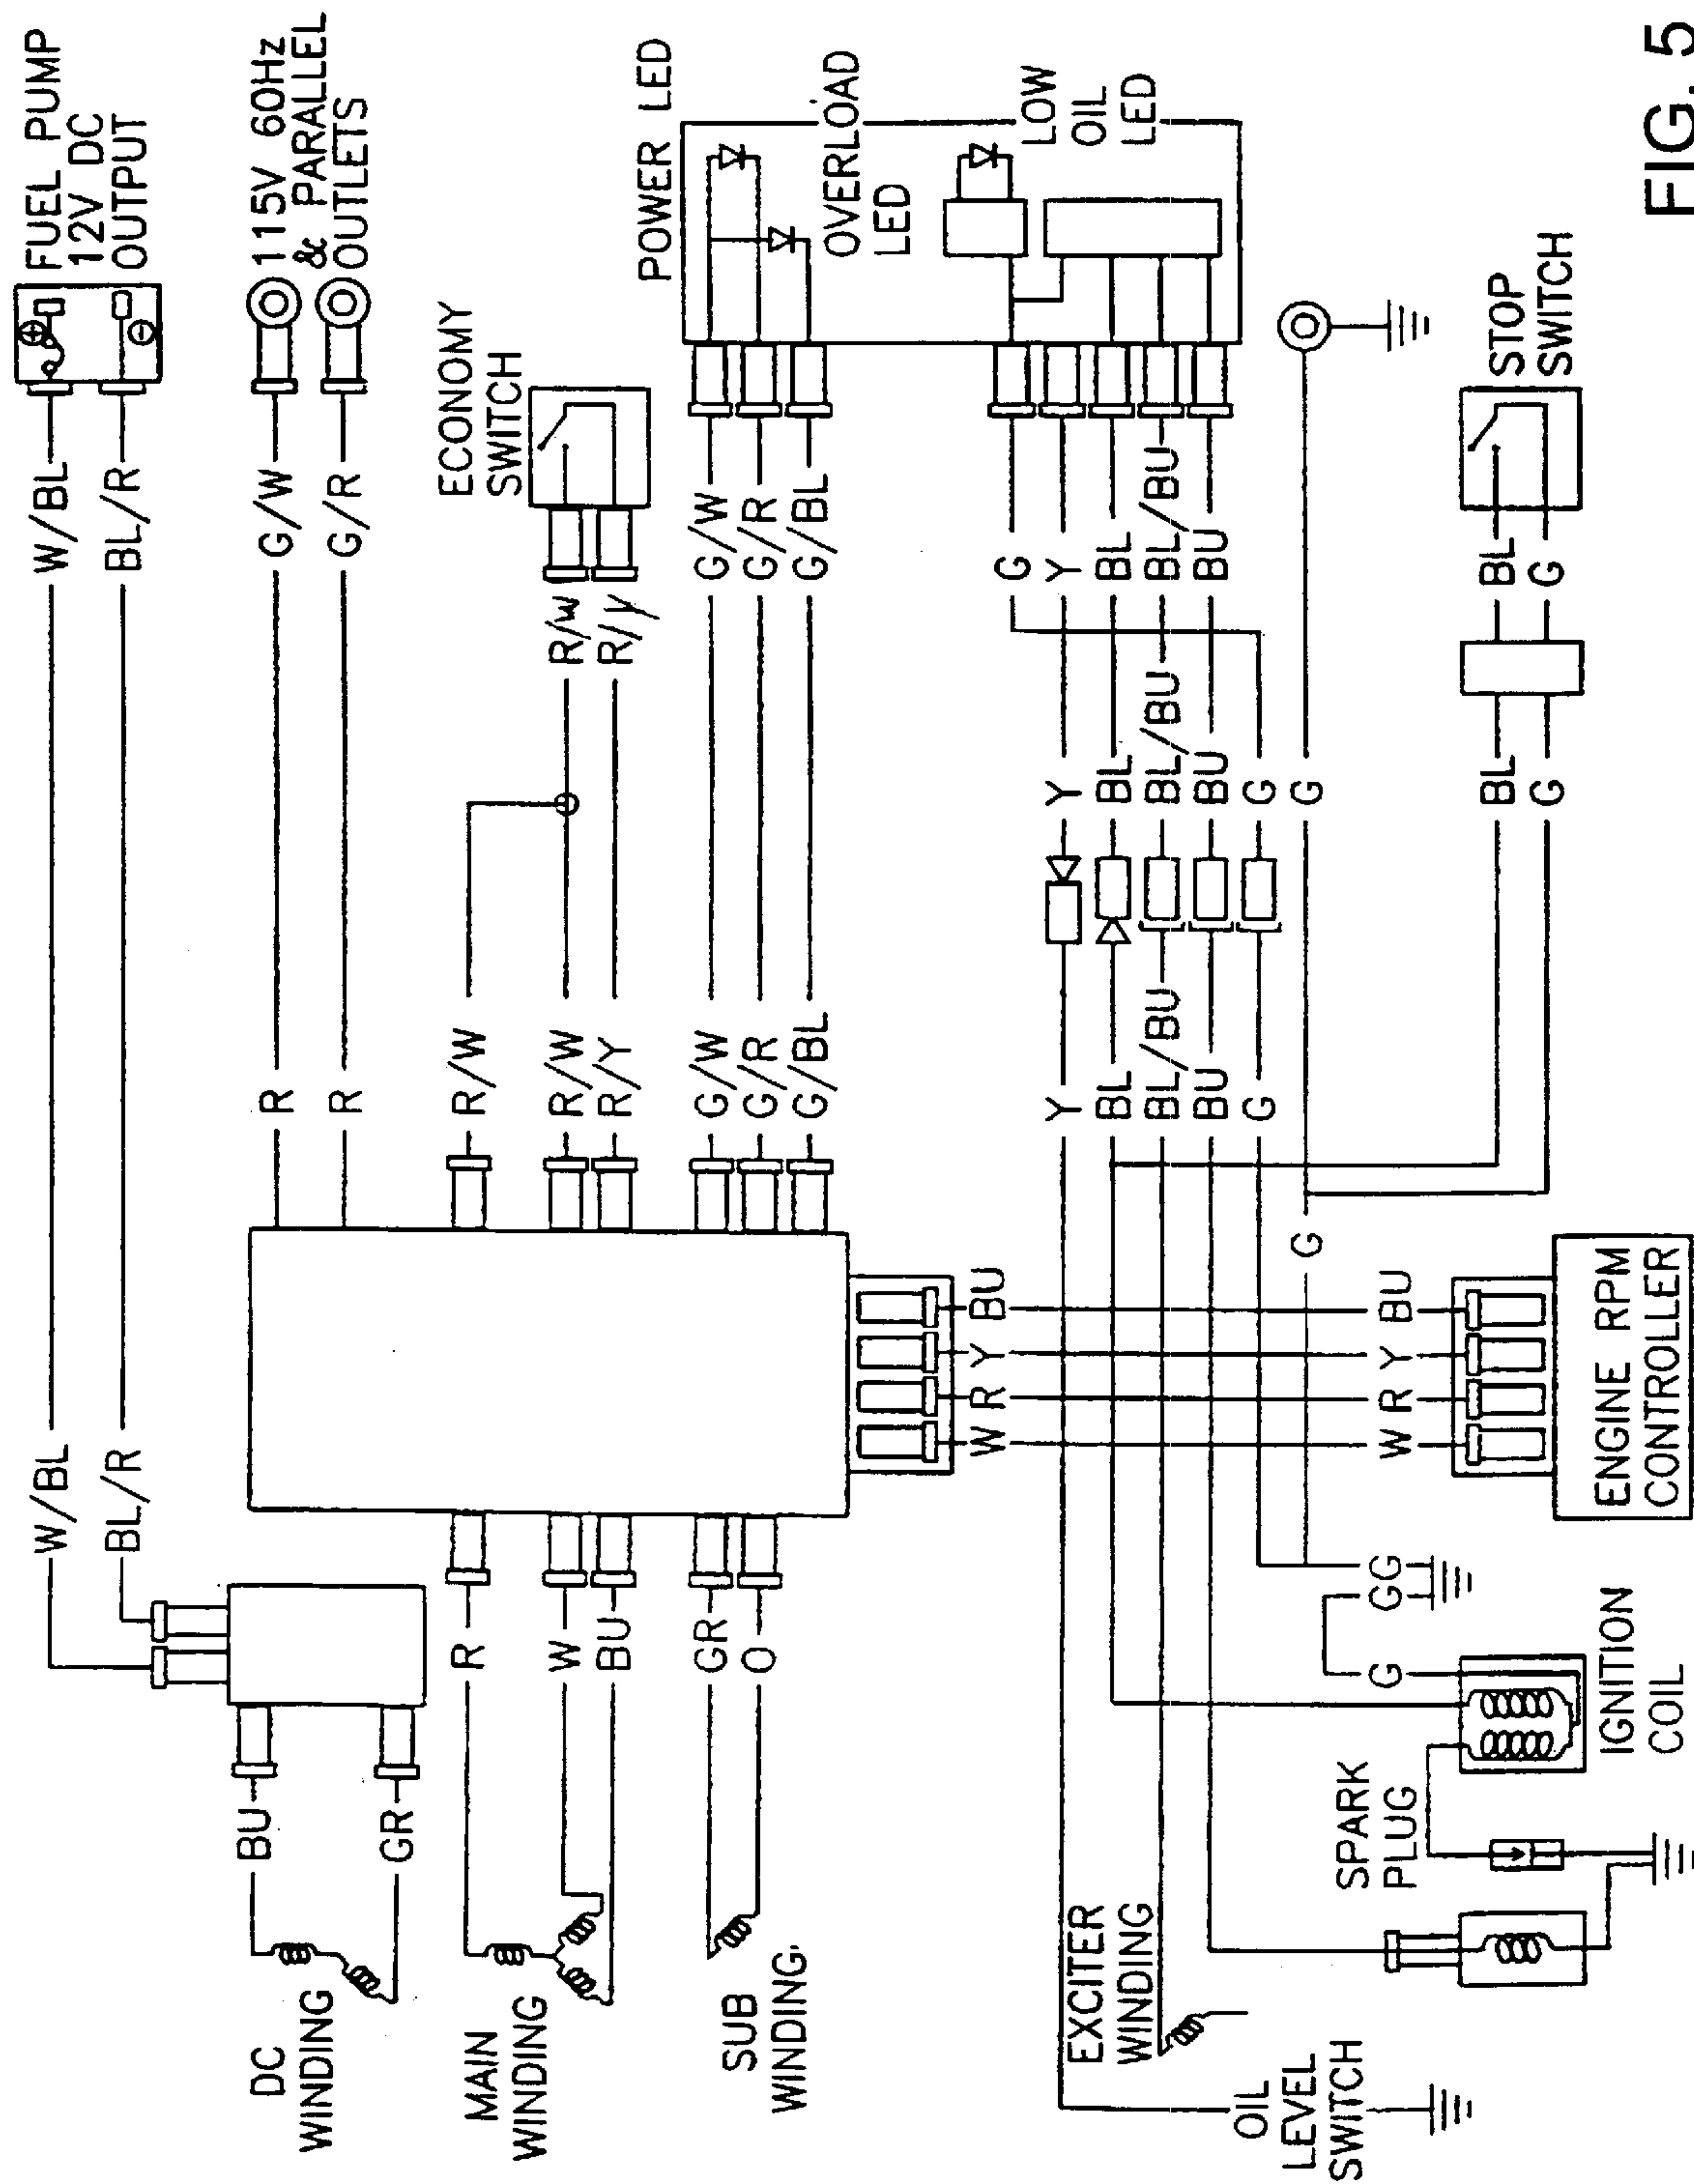 FUEL PUMP
12V DC
OUTPUT
W/BL
W/BL
BL/R
BL/R
115V 60Hz
& PARALLEL
OUTLETS
R
G/W
R
G/R
ECONOMY
SWITCH
R/W
R/W
R/w
R/Y
R/y
POWER LED
OVERLOAD
LED
LOW
OIL
LED
G/W
G/W
G/R
G/R
G/BL
G/BL
DC
WINDING
BU
GR
MAIN
WINDING
R
W
BU
SUB
WINDING
GR
O
W
R
Y
BU
W
R
Y
BU
ENGINE RPM
CONTROLLER
Y
Y
Y
BL
BL
BL
BL/BU
BL/BU
BL/BU
BU
BU
BU
G
G
G
G
G
STOP
SWITCH
BL
BL
G
G
EXCITER
WINDING
OIL
LEVEL
SWITCH
SPARK
PLUG
IGNITION
COIL
G
G
G
FIG. 5